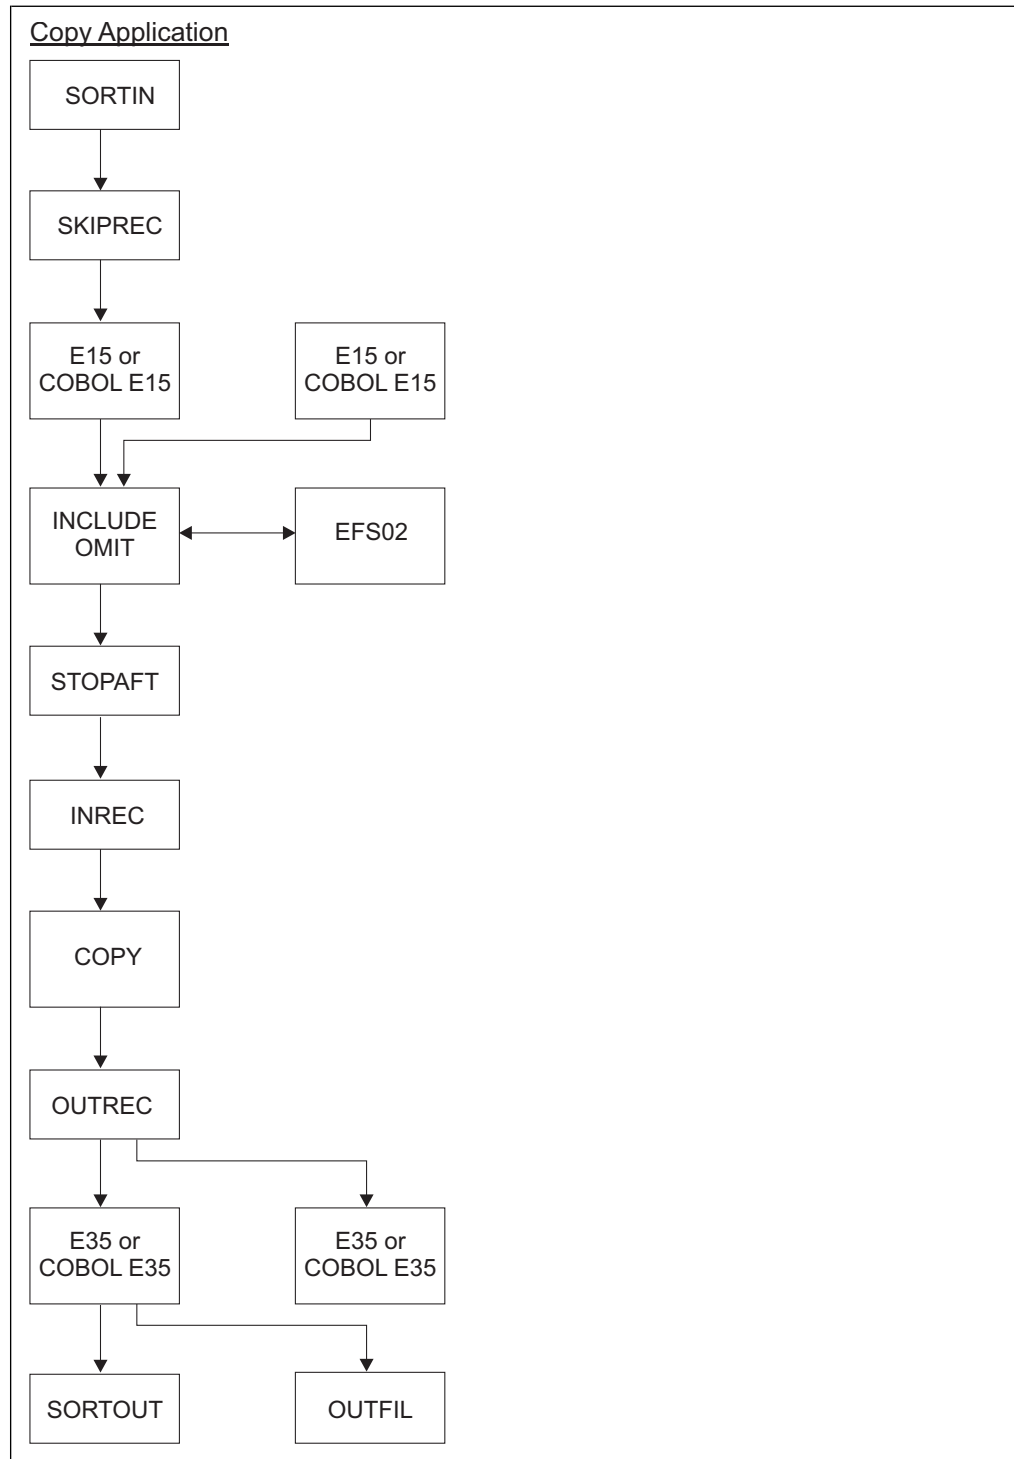 Copy Application
SORTIN
SKIPREC
E15 or
COBOL E15
E15 or
COBOL E15
INCLUDE
OMIT
EFS02
STOPAFT
INREC
COPY
OUTREC
E35 or
COBOL E35
E35 or
COBOL E35
SORTOUT
OUTFIL